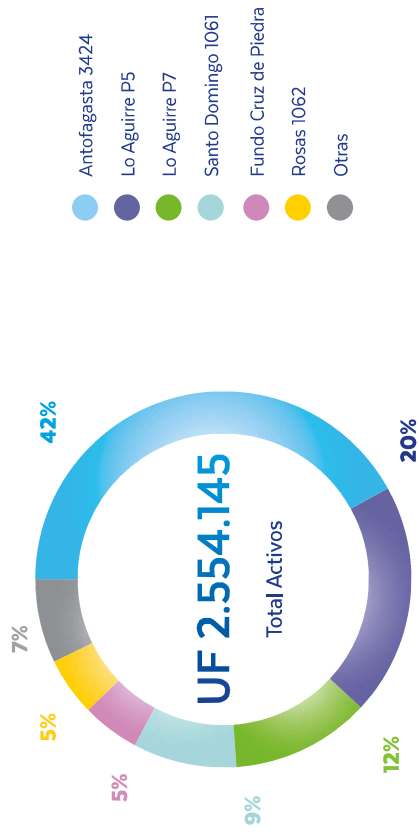 42%
20%
12%
9%
5%
5%
7%
UF 2.554.145
Total Activos
Antofagasta 3424
Lo Aguirre P5
Lo Aguirre P7
Santo Domingo 1061
Fundo Cruz de Piedra
Rosas 1062
Otras